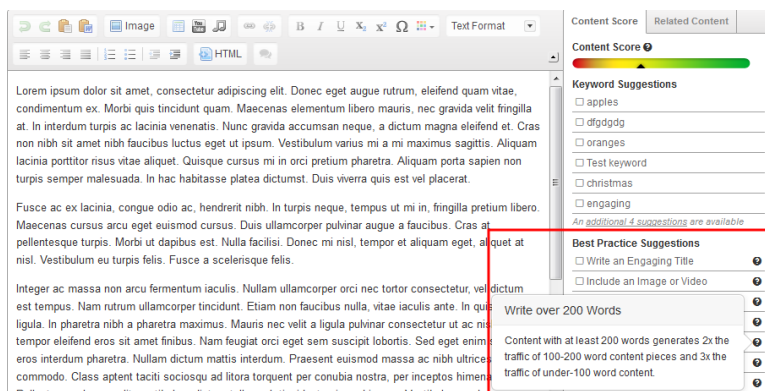 Image
You Tube
B I U X₂ X² Ω
Text Format
HTML
Lorem ipsum dolor sit amet, consectetur adipiscing elit. Donec eget augue rutrum, eleifend quam vitae,
condimentum ex. Morbi quis tincidunt quam. Maecenas elementum libero mauris, nec gravida velit fringilla
at. In interdum turpis ac lacinia venenatis. Nunc gravida accumsan neque, a dictum magna eleifend et. Cras
non nibh sit amet nibh faucibus luctus eget ut ipsum. Vestibulum varius mi a mi maximus sagittis. Aliquam
lacinia porttitor risus vitae aliquet. Quisque cursus mi in orci pretium pharetra. Aliquam porta sapien non
turpis semper malesuada. In hac habitasse platea dictumst. Duis viverra quis est vel placerat.
Fusce ac ex lacinia, congue odio ac, hendrerit nibh. In turpis neque, tempus ut mi in, fringilla pretium libero.
Maecenas cursus arcu eget euismod cursus. Duis ullamcorper pulvinar augue a faucibus. Cras at
pellentesque turpis. Morbi ut dapibus est. Nulla facilisi. Donec mi nisl, tempor et aliquam eget, aliquet at
nisl. Vestibulum eu turpis felis. Fusce a scelerisque felis.
Integer ac massa non arcu fermentum iaculis. Nullam ullamcorper orci nec tortor consectetur, vel dictum
est tempus. Nam rutrum ullamcorper tincidunt. Etiam non faucibus nulla, vitae iaculis ante. In quis
ligula. In pharetra nibh a pharetra maximus. Mauris nec velit a ligula pulvinar consectetur ut ac
tempor eleifend eros sit amet finibus. Nam feugiat orci eget sem suscipit lobortis. Sed eget enim
eros interdum pharetra. Nullam dictum mattis interdum. Praesent euismod massa ac nibh ultrices
commodo. Class aptent taciti sociosqu ad litora torquent per conubia nostra, per inceptos
Content Score
Related Content
Content Score
Keyword Suggestions
apples
dfgdgdg
oranges
Test keyword
christmas
engaging
An additional 4 suggestions are available
Best Practice Suggestions
Write an Engaging Title
Include an Image or Video
Write over 200 Words
Content with at least 200 words generates 2x the
traffic of 100-200 word content pieces and 3x the
traffic of under-100 word content.